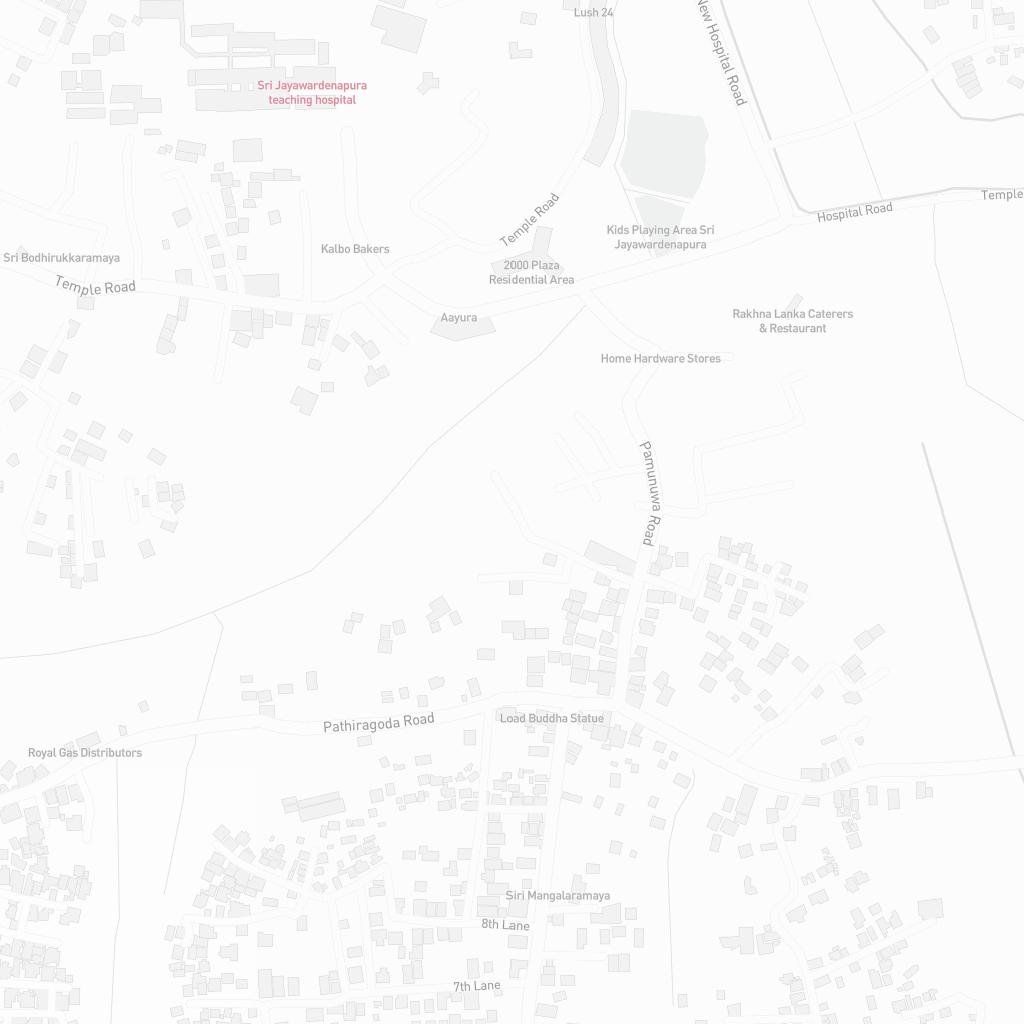 Lush 24
New Hospital Road
Sri Jayawardenapura
teaching hospital
Temple
Hospital Road
Temple Road
Kids Playing Area Sri
Jayawardenapura
Kalbo Bakers
Sri Bodhirukkaramaya
2000 Plaza
Residential Area
Temple Road
Aayura
Rakhna Lanka Caterers
& Restaurant
Home Hardware Stores
Pamunuwa Road
Pathiragoda Road
Load Buddha Statue
Royal Gas Distributors
Siri Mangalaramaya
8th Lane
7th Lane